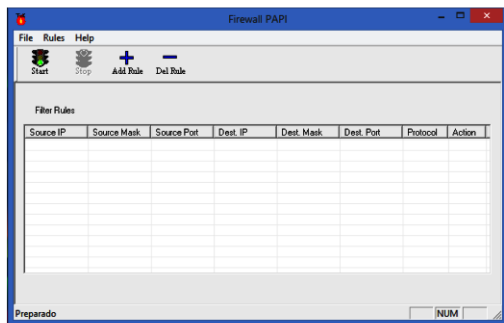 Firewall PAPI
File Rules Help
Start Stop Add Rule Del Rule
Filter Rules
Source IP Source Mask Source Port Dest. IP Dest. Mask Dest. Port Protocol Action
Preparado NUM